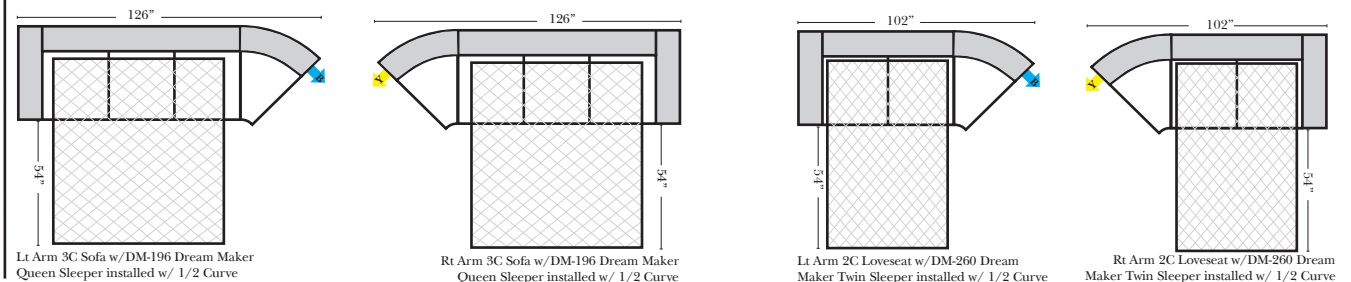 126”
54”
Lt Arm 3C Sofa w/DM-196 Dream Maker
Queen Sleeper installed w/ 1/2 Curve
126”
Y
54”
Rt Arm 3C Sofa w/DM-196 Dream Maker
Queen Sleeper installed w/ 1/2 Curve
102”
54”
Lt Arm 2C Loveseat w/DM-260 Dream
Maker Twin Sleeper installed w/ 1/2 Curve
102”
Y
54”
Rt Arm 2C Loveseat w/DM-260 Dream
Maker Twin Sleeper installed w/ 1/2 Curve